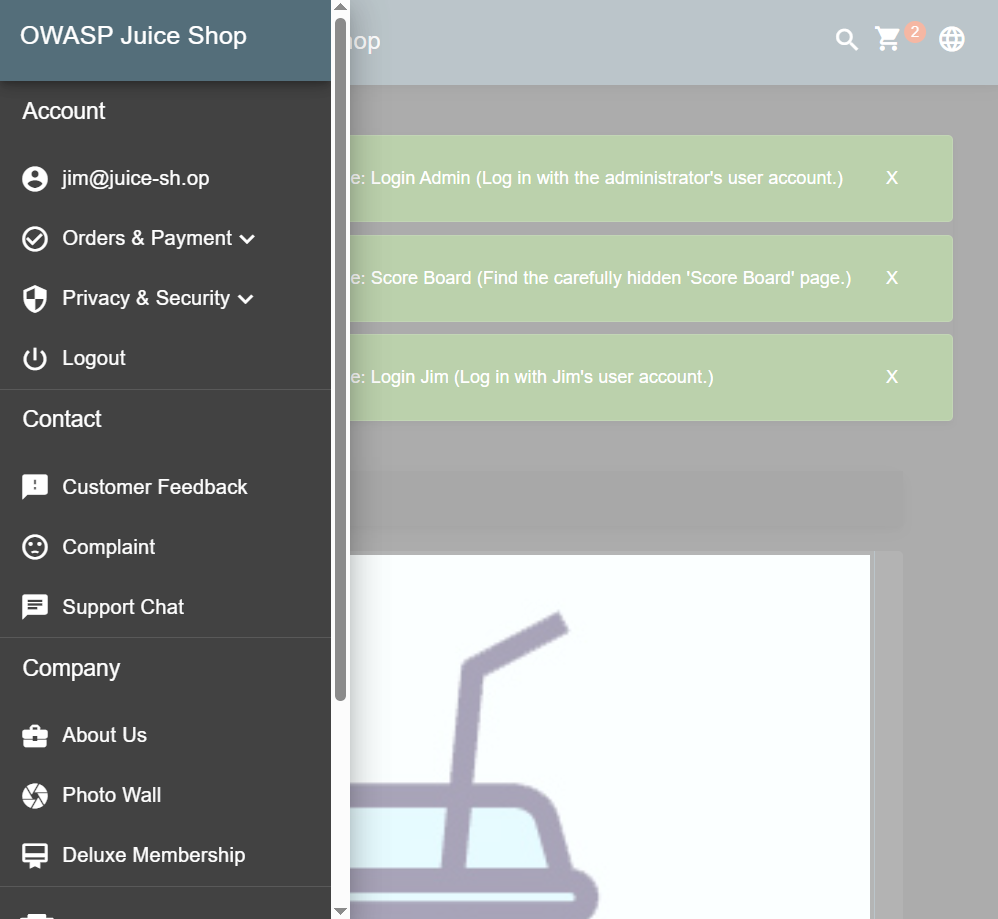 OWASP Juice Shop
hop
2
Account
jim@juice-sh.op
Orders & Payment
Privacy & Security
Logout
Contact
Customer Feedback
Complaint
Support Chat
Company
About Us
Photo Wall
Deluxe Membership
e: Login Admin (Log in with the administrator's user account.) X
e: Score Board (Find the carefully hidden 'Score Board' page.) X
e: Login Jim (Log in with Jim's user account.) X